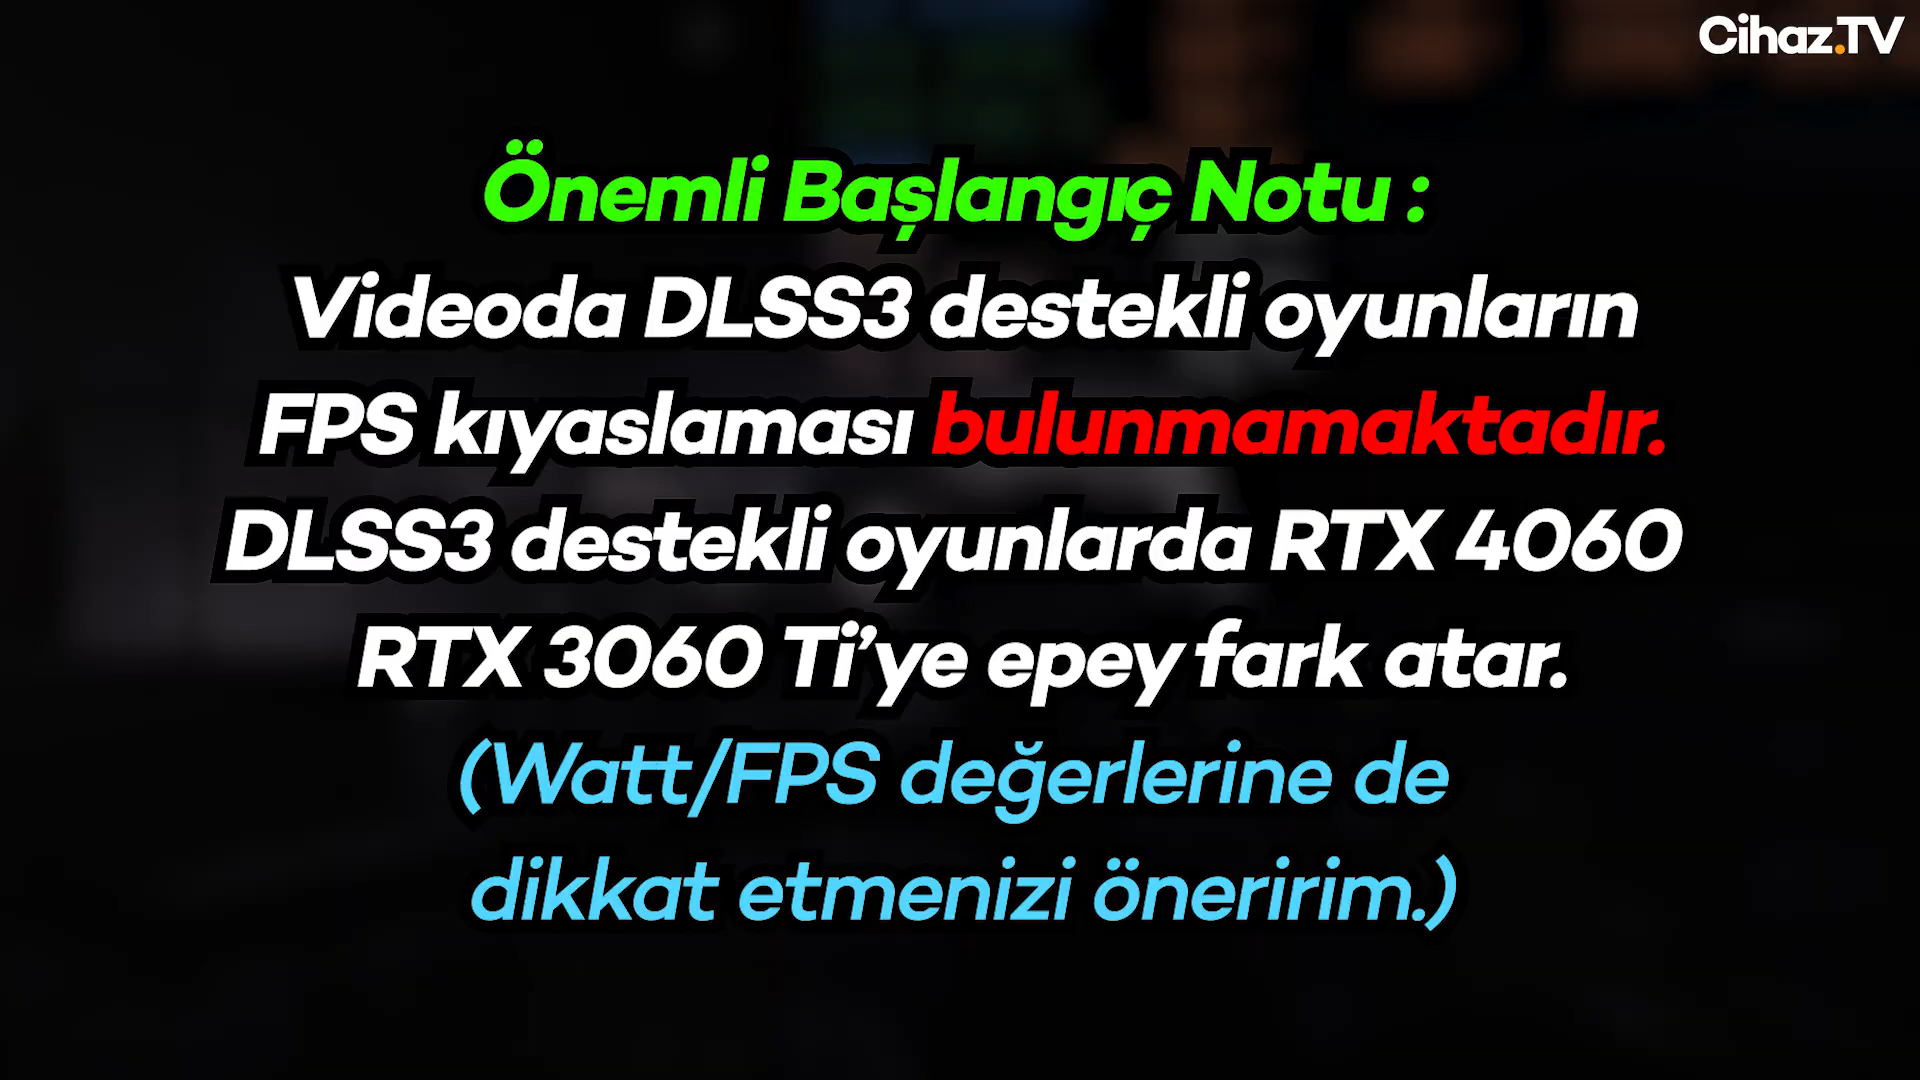 Cihaz.TV
Önemli Başlangıç Notu :
Videoda DLSS3 destekli oyunların
FPS kıyaslaması bulunmamaktadır.
DLSS3 destekli oyunlarda RTX 4060
RTX 3060 Ti’ye epey fark atar.
(Watt/FPS değerlerine de
dikkat etmenizi öneririm.)